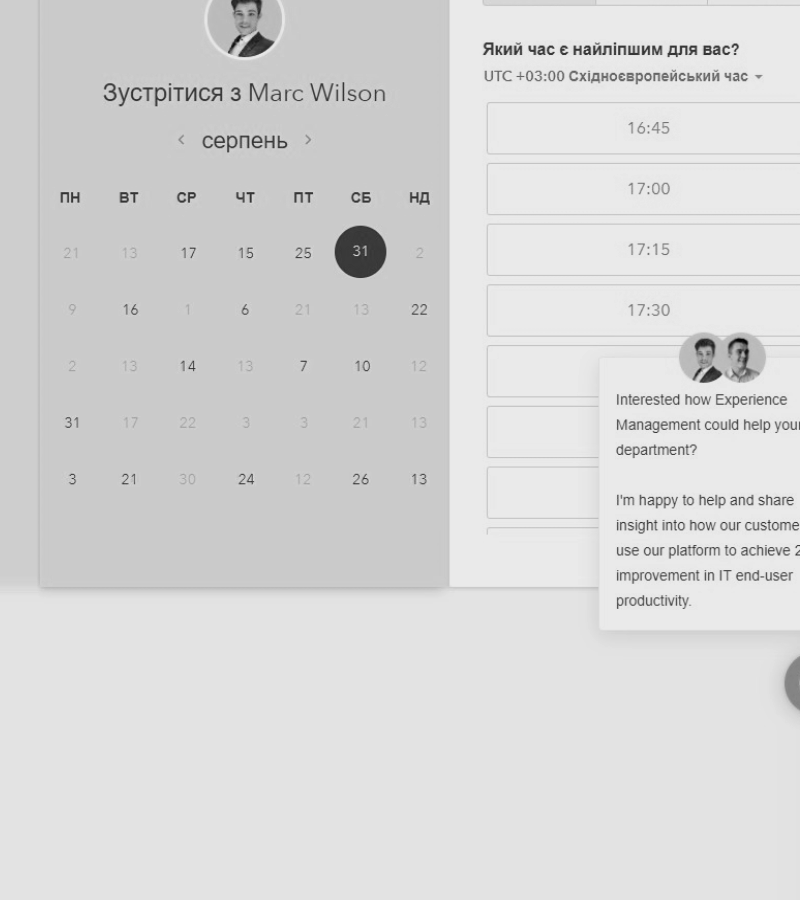 Зустрітися з Marc Wilson
серпень
ПН ВТ СР ЧТ ПТ СБ НД
21 13 17 15 25 31 2
9 16 1 6 21 13 22
2 13 14 13 7 10 12
31 17 22 3 3 21 13
3 21 30 24 12 26 13
Який час є найліпшим для вас?
UTC +03:00 Східноєвропейський час
16:45
17:00
17:15
17:30
Interested how Experience
Management could help your
department?
I'm happy to help and share
insight into how our custome
use our platform to achieve 2
improvement in IT end-user
productivity.